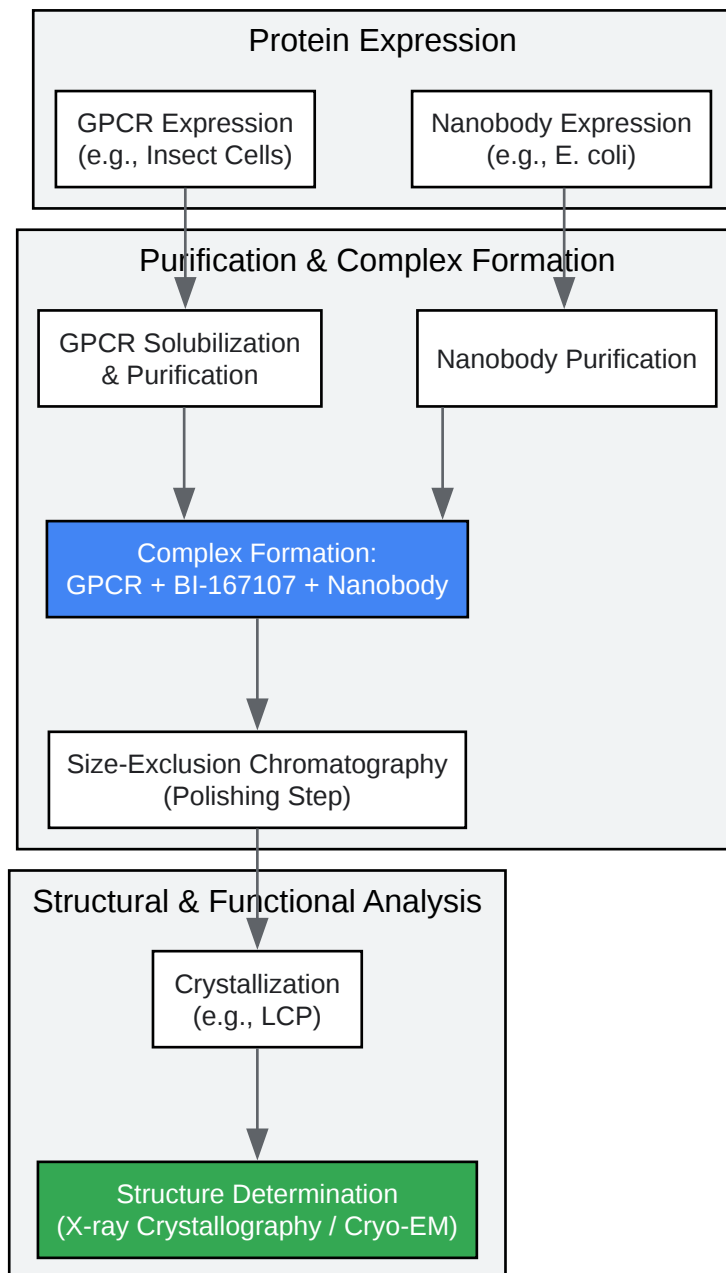 Protein Expression
GPCR Expression
(e.g., Insect Cells)
Nanobody Expression
(e.g., E. coli)
Purification & Complex Formation
GPCR Solubilization
& Purification
Nanobody Purification
Complex Formation:
GPCR + BI-167107 + Nanobody
Size-Exclusion Chromatography
(Polishing Step)
Structural & Functional Analysis
Crystallization
(e.g., LCP)
Structure Determination
(X-ray Crystallography / Cryo-EM)